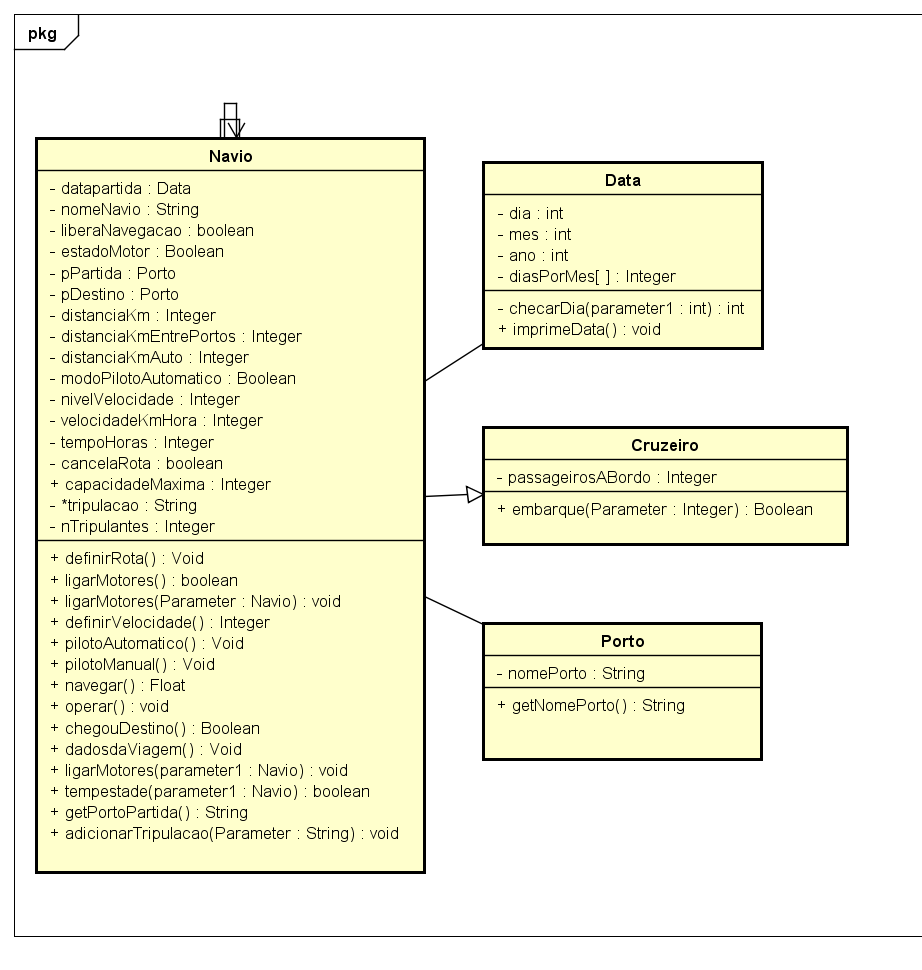 pkg
Navio
- datapartida : Data
- nomeNavio : String
- liberaNavegacao : boolean
- estadoMotor : Boolean
- pPartida : Porto
- pDestino : Porto
- distanciaKm : Integer
- distanciaKmEntrePortos : Integer
- distanciaKmAuto : Integer
- modoPilotoAutomatico : Boolean
- nivelVelocidade : Integer
- velocidadeKmHora : Integer
- tempoHoras : Integer
- cancelaRota : boolean
+ capacidadeMaxima : Integer
- *tripulacao : String
- nTripulantes : Integer
+ definirRota() : Void
+ ligarMotores() : boolean
+ ligarMotores(Parameter : Navio) : void
+ definirVelocidade() : Integer
+ pilotoAutomatico() : Void
+ pilotoManual() : Void
+ navegar() : Float
+ operar() : void
+ chegouDestino() : Boolean
+ dadosdaViagem() : Void
+ ligarMotores(parameter1 : Navio) : void
+ tempestade(parameter1 : Navio) : boolean
+ getPortoPartida() : String
+ adicionarTripulacao(Parameter : String) : void
Data
- dia : int
- mes : int
- ano : int
- diasPorMes[ ] : Integer
- checarDia(parameter1 : int) : int
+ imprimeData() : void
Cruzeiro
- passageirosABordo : Integer
+ embarque(Parameter : Integer) : Boolean
Porto
- nomePorto : String
+ getNomePorto() : String